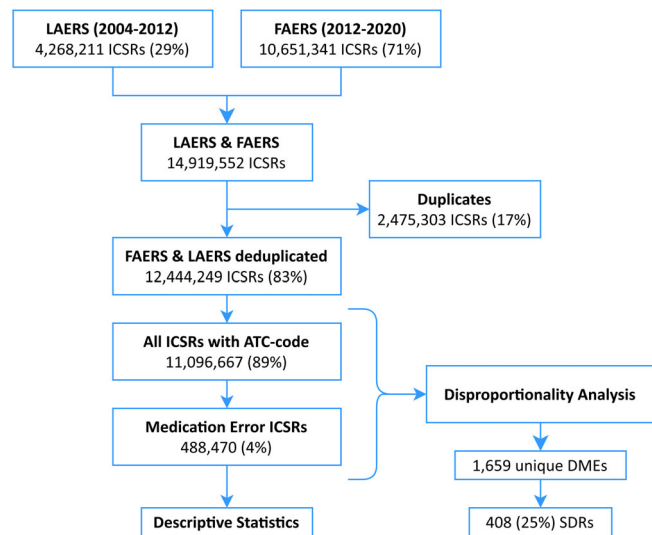 LAERS (2004-2012)
4,268,211 ICSRs (29%)
FAERS (2012-2020)
10,651,341 ICSRs (71%)
LAERS & FAERS
14,919,552 ICSRs
Duplicates
2,475,303 ICSRs (17%)
FAERS & LAERS deduplicated
12,444,249 ICSRs (83%)
All ICSRs with ATC-code
11,096,667 (89%)
Medication Error ICSRs
488,470 (4%)
Descriptive Statistics
Disproportionality Analysis
1,659 unique DMEs
408 (25%) SDRs